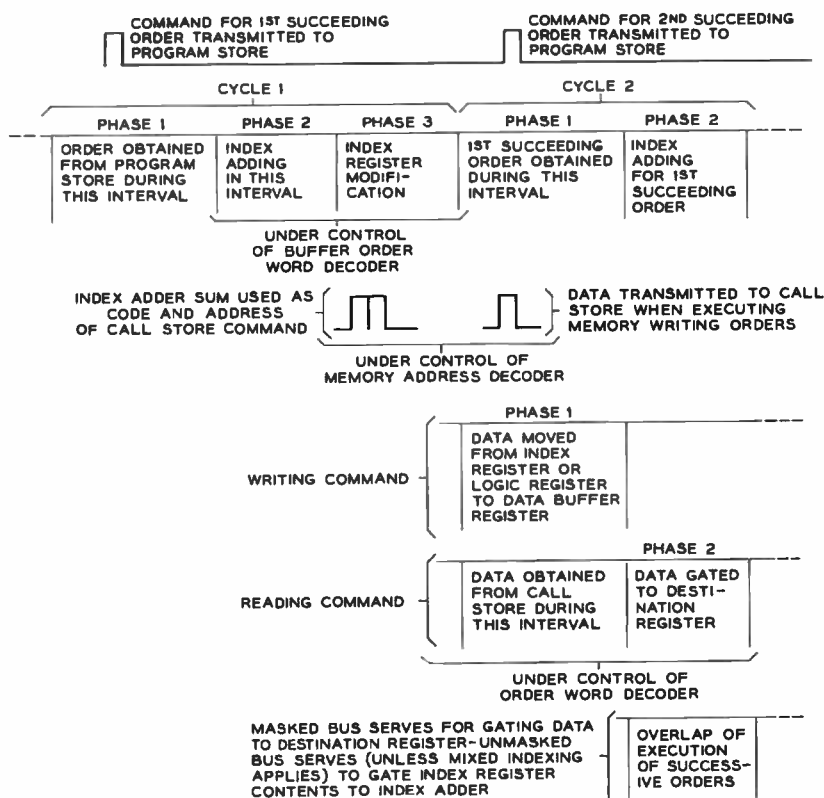 COMMAND FOR 1ST SUCCEEDING
ORDER TRANSMITTED TO
PROGRAM STORE
COMMAND FOR 2ND SUCCEEDING
ORDER TRANSMITTED TO
PROGRAM STORE
CYCLE 1
CYCLE 2
PHASE 1
PHASE 2
PHASE 3
PHASE 1
PHASE 2
ORDER OBTAINED
FROM PROGRAM
STORE DURING
THIS INTERVAL
INDEX
ADDING
IN THIS
INTERVAL
INDEX
REGISTER
MODIFI-
CATION
1ST SUCCEEDING
ORDER OBTAINED
DURING THIS
INTERVAL
INDEX
ADDING
FOR 1ST
SUCCEEDING
ORDER
UNDER CONTROL
OF BUFFER ORDER
WORD DECODER
INDEX ADDER SUM USED AS
CODE AND ADDRESS
OF CALL STORE COMMAND
DATA TRANSMITTED TO CALL
STORE WHEN EXECUTING
MEMORY WRITING ORDERS
UNDER CONTROL OF
MEMORY ADDRESS DECODER
PHASE 1
WRITING COMMAND
DATA MOVED
FROM INDEX
REGISTER OR
LOGIC REGISTER
TO DATA BUFFER
REGISTER
PHASE 2
READING COMMAND
DATA OBTAINED
FROM CALL
STORE DURING
THIS INTERVAL
DATA GATED
TO DESTI-
NATION
REGISTER
UNDER CONTROL OF
ORDER WORD DECODER
MASKED BUS SERVES FOR GATING DATA
TO DESTINATION REGISTER-UNMASKED
BUS SERVES (UNLESS MIXED INDEXING
APPLIES) TO GATE INDEX REGISTER
CONTENTS TO INDEX ADDER
OVERLAP OF
EXECUTION
OF SUCCESS-
IVE ORDERS